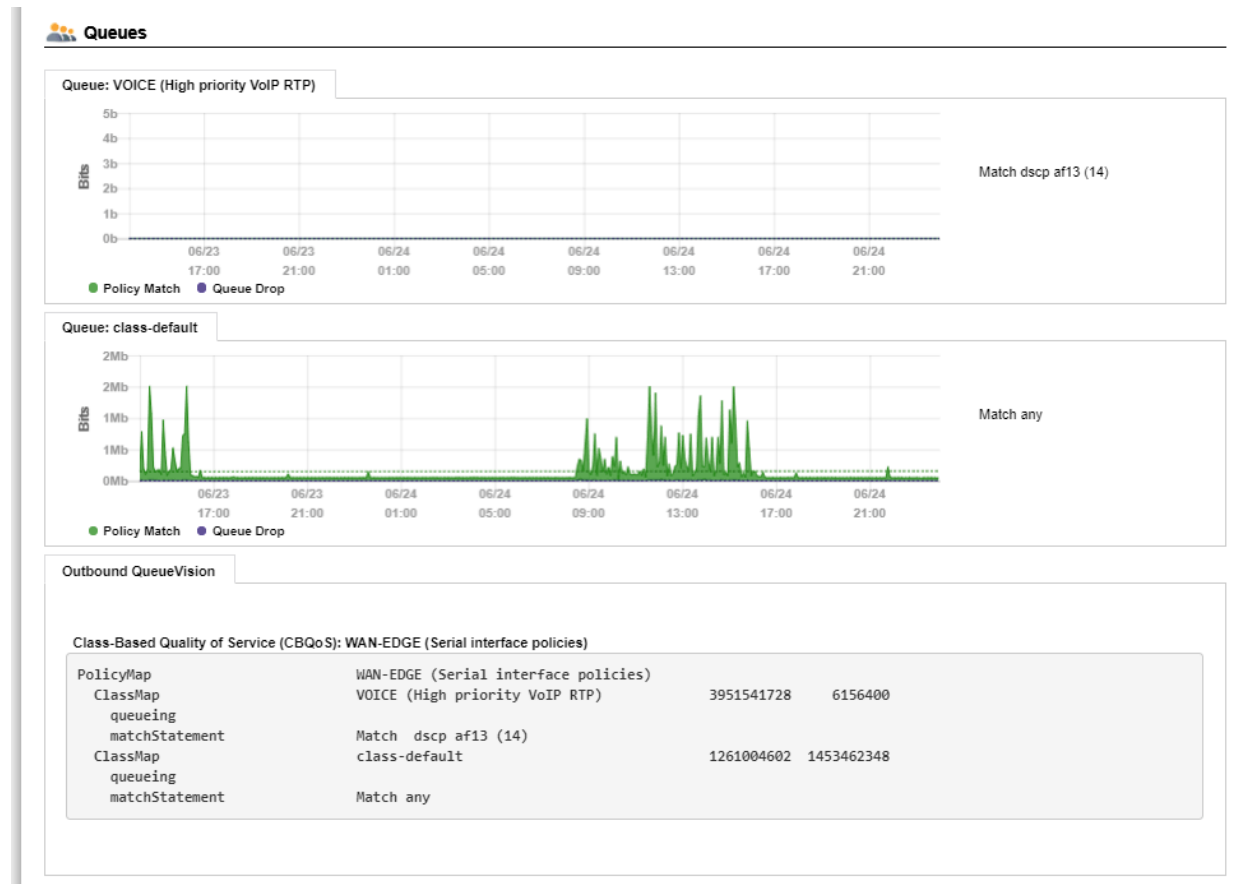 Queues
Queue: VOICE (High priority VoIP RTP)
5b
4b
3b
2b
1b
0b
Bits
06/23 06/23 06/24 06/24 06/24 06/24 06/24 06/24
17:00 21:00 01:00 05:00 09:00 13:00 17:00 21:00
Policy Match Queue Drop
Match dscp af13 (14)
Queue: class-default
2Mb
2Mb
1Mb
1Mb
0Mb
Bits
06/23 06/23 06/24 06/24 06/24 06/24 06/24 06/24
17:00 21:00 01:00 05:00 09:00 13:00 17:00 21:00
Policy Match Queue Drop
Match any
Outbound QueueVision
Class-Based Quality of Service (CBQoS): WAN-EDGE (Serial interface policies)
PolicyMap WAN-EDGE (Serial interface policies)
ClassMap VOICE (High priority VoIP RTP) 3951541728 6156400
queueing
matchStatement Match dscp af13 (14)
ClassMap class-default 1261004602 1453462348
queueing
matchStatement Match any